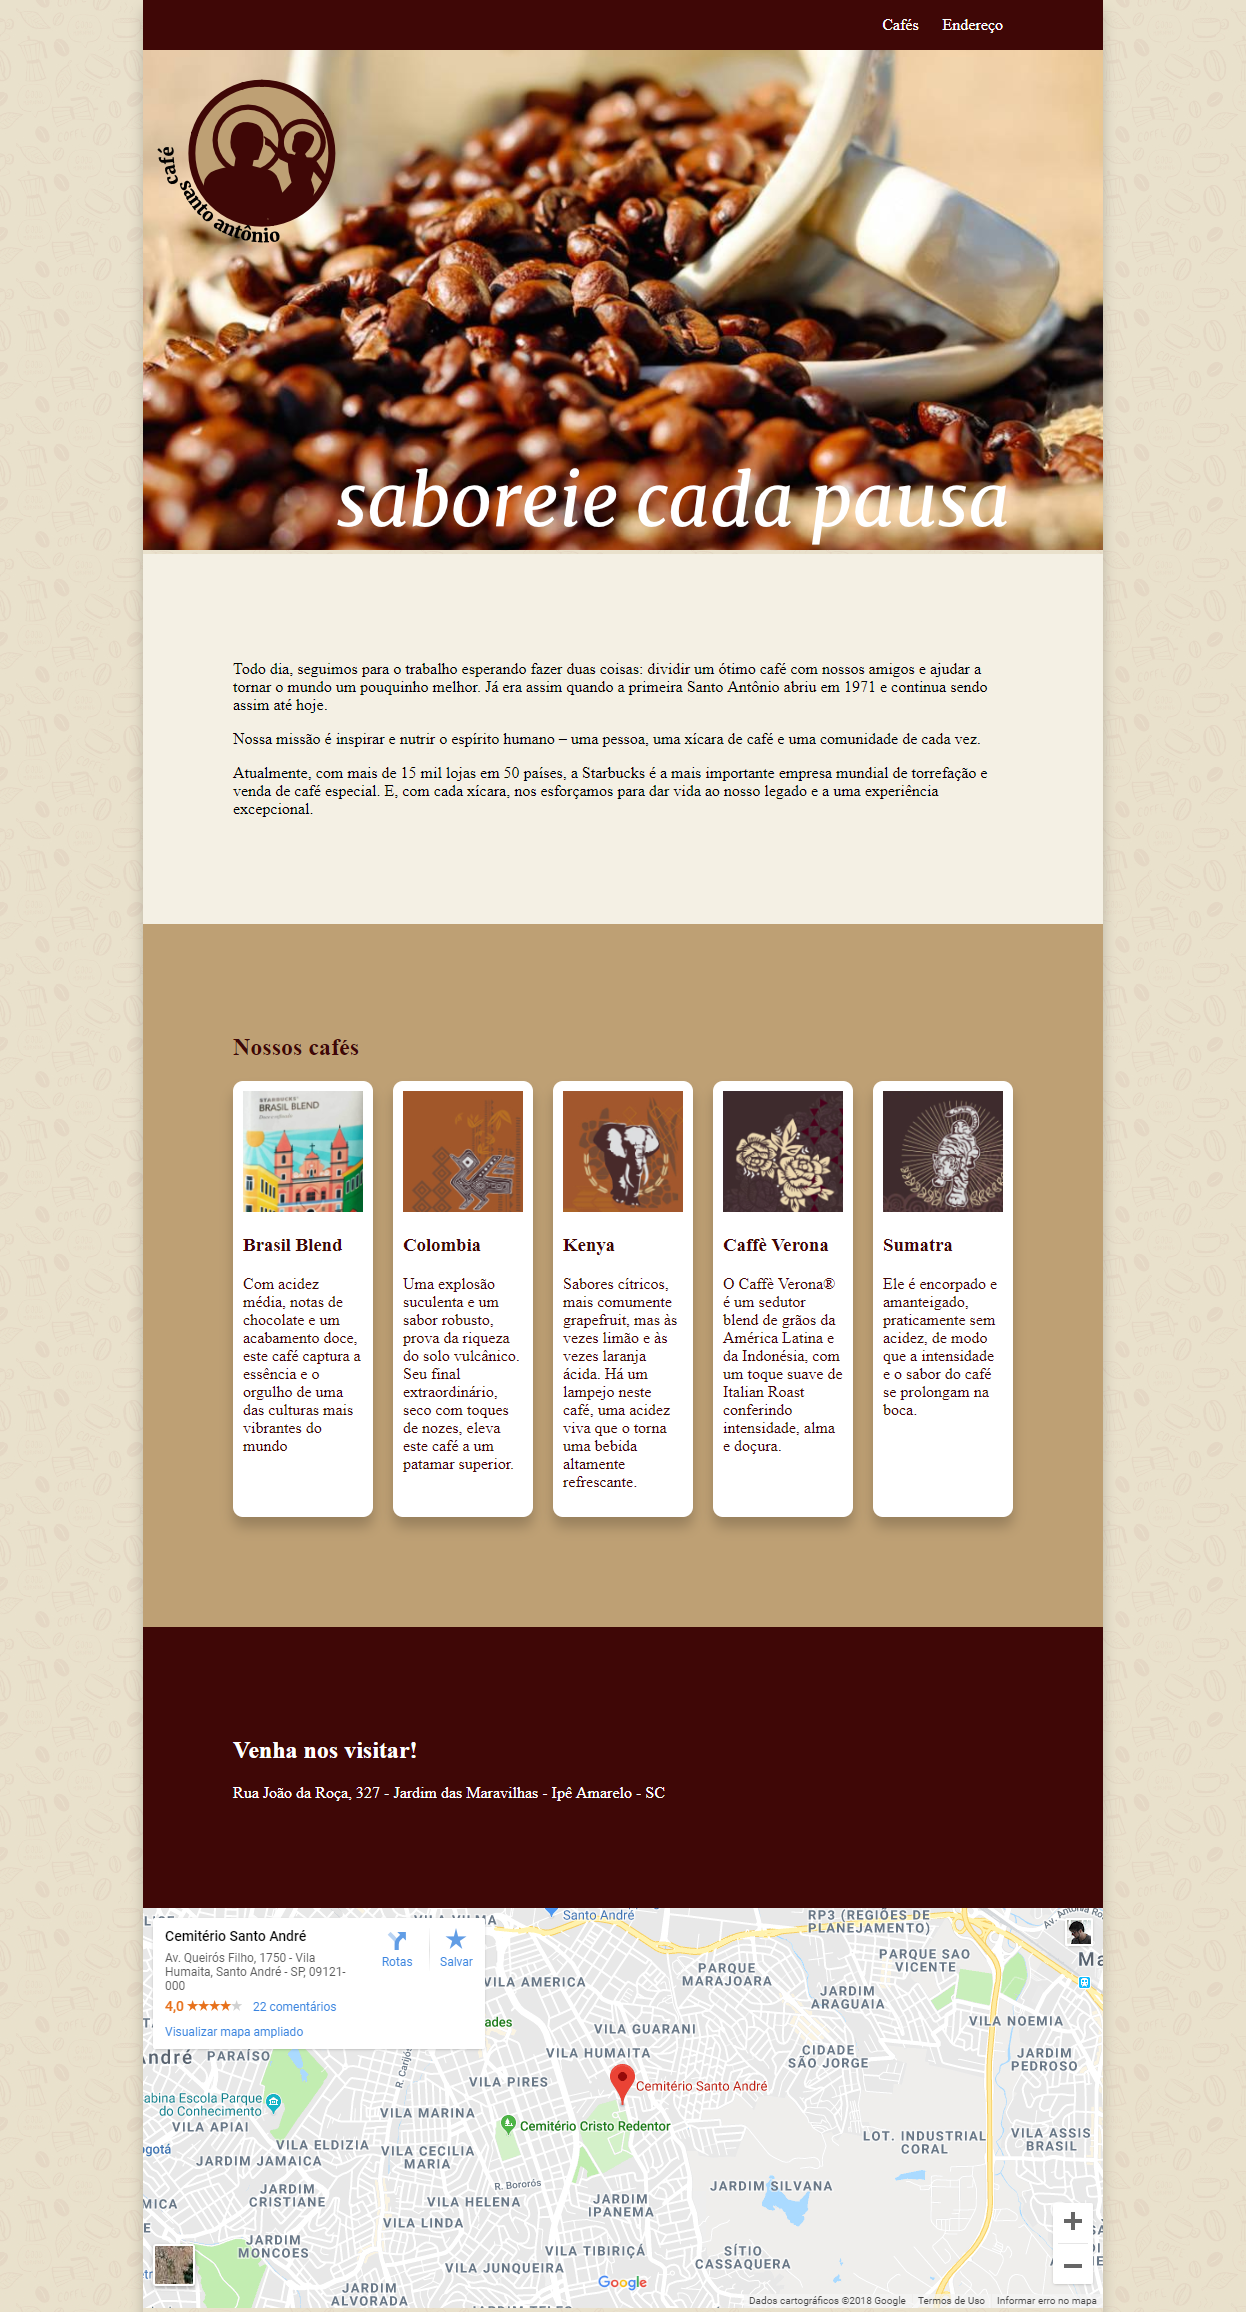 Cafés Endereço
café santo antônio
saboreie cada pausa
Todo dia, seguimos para o trabalho esperando fazer duas coisas: dividir um ótimo café com nossos amigos e ajudar a
tornar o mundo um pouquinho melhor. Já era assim quando a primeira Santo Antônio abriu em 1971 e continua sendo
assim até hoje.
Nossa missão é inspirar e nutrir o espírito humano – uma pessoa, uma xícara de café e uma comunidade de cada vez.
Atualmente, com mais de 15 mil lojas em 50 países, a Starbucks é a mais importante empresa mundial de torrefação e
venda de café especial. E, com cada xícara, nos esforçamos para dar vida ao nosso legado e a uma experiência
excepcional.
Nossos cafés
STARBUCKS
BRASIL BLEND
Brasil Blend
Com acidez
média, notas de
chocolate e um
acabamento doce,
este café captura a
essência e o
orgulho de uma
das culturas mais
vibrantes do
mundo
Colombia
Uma explosão
suculenta e um
sabor robusto,
prova da riqueza
do solo vulcânico.
Seu final
extraordinário,
seco com toques
de nozes, eleva
este café a um
patamar superior.
Kenya
Sabores cítricos,
mais comumente
grapefruit, mas às
vezes limão e às
vezes laranja
ácida. Há um
lampejo neste
café, uma acidez
viva que o torna
uma bebida
altamente
refrescante.
Caffè Verona
O Caffè Verona®
é um sedutor
blend de grãos da
América Latina e
da Indonésia, com
um toque suave de
Italian Roast
conferindo
intensidade, alma
e doçura.
Sumatra
Ele é encorpado e
amanteigado,
praticamente sem
acidez, de modo
que a intensidade
e o sabor do café
se prolongam na
boca.
Venha nos visitar!
Rua João da Roça, 327 - Jardim das Maravilhas - Ipê Amarelo - SC
Cemitério Santo André
Av. Queirós Filho, 1750 - Vila
Humaita, Santo André - SP, 09121-
000
4,0 22 comentários
Visualizar mapa ampliado
Rotas
Salvar
VILA VILMA
Santo André
RP3 (REGIÕES DE
PLANEJAMENTO)
Ma
PARQUE SAO
VICENTE
VILA AMERICA
PARQUE
MARAJOARA
JARDIM
ARAGUAIA
ades
VILA GUARANI
VILA NOEMIA
André
PARAÍSO
R. Carijós
VILA HUMAITA
CIDADE
SÃO JORGE
JARDIM
PEDROSO
VILA PIRES
Cemitério Santo André
abina Escola Parque
do Conhecimento
VILA APIAI
VILA MARINA
Cemitério Cristo Redentor
ogotá
VILA ELDIZIA
VILA CECILIA
MARIA
LOT. INDUSTRIAL
CORAL
VILA ASSIS
BRASIL
JARDIM JAMAICA
R. Bororós
JARDIM SILVANA
JARDIM
CRISTIANE
MICA
VILA HELENA
JARDIM
IPANEMA
VILA LINDA
JARDIM
MONCOES
VILA TIBIRIÇÁ
SÍTIO
CASSAQUERA
VILA JUNQUEIRA
Google
JARDIM
ALVORADA
JARDIM TELES
Dados cartográficos ©2018 Google Termos de Uso Informar erro no mapa